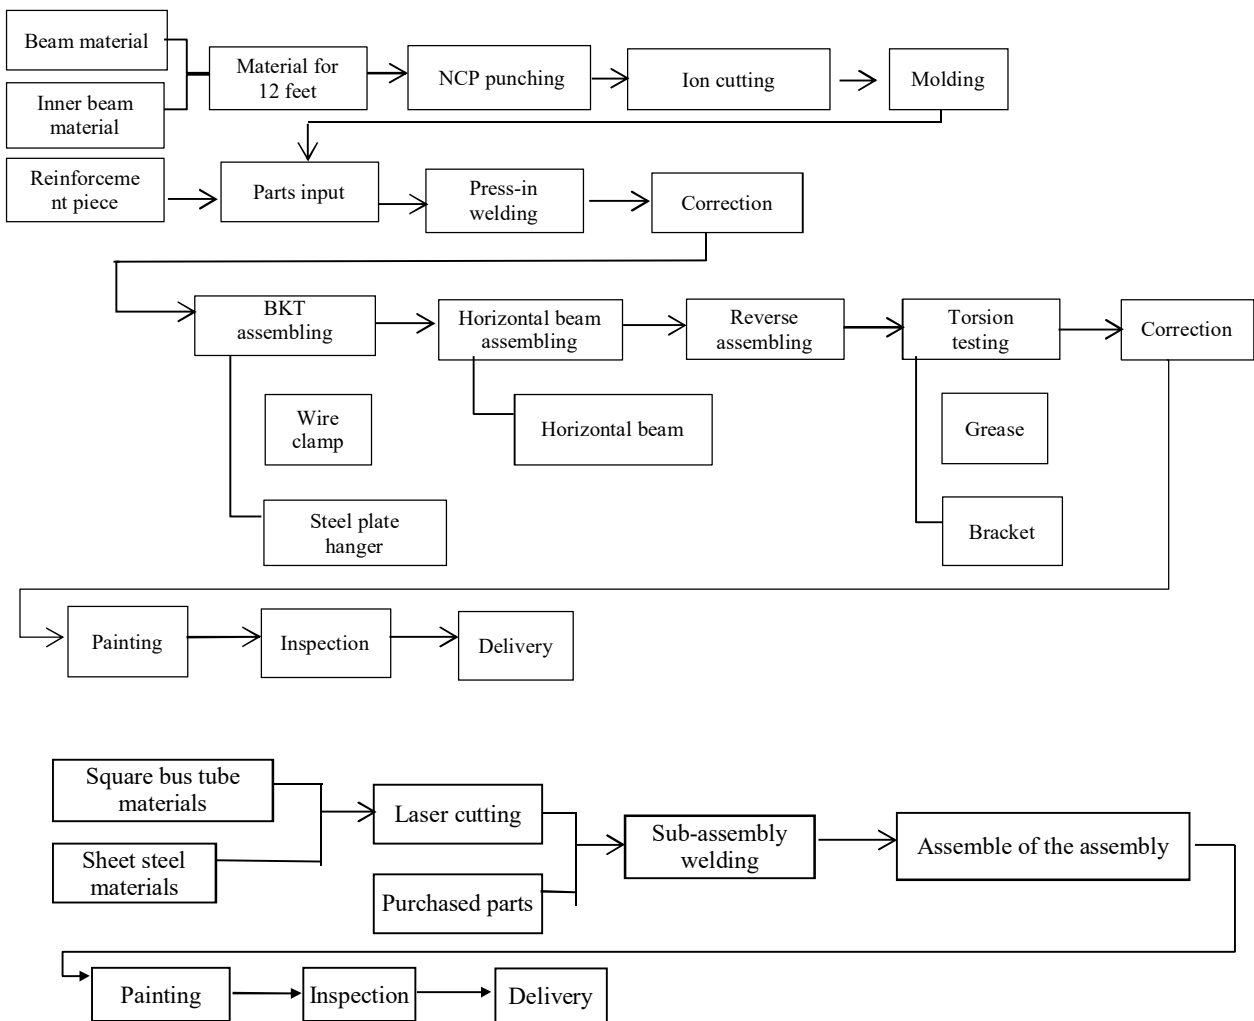 Beam material
Inner beam
material
Material for
12 feet
NCP punching
Ion cutting
Molding
Reinforceme
nt piece
Parts input
Press-in
welding
Correction
BKT
assembling
Horizontal beam
assembling
Reverse
assembling
Torsion
testing
Correction
Wire
clamp
Horizontal beam
Grease
Steel plate
hanger
Bracket
Painting
Inspection
Delivery
Square bus tube
materials
Sheet steel
materials
Laser cutting
Purchased parts
Sub-assembly
welding
Assemble of the assembly
Painting
Inspection
Delivery